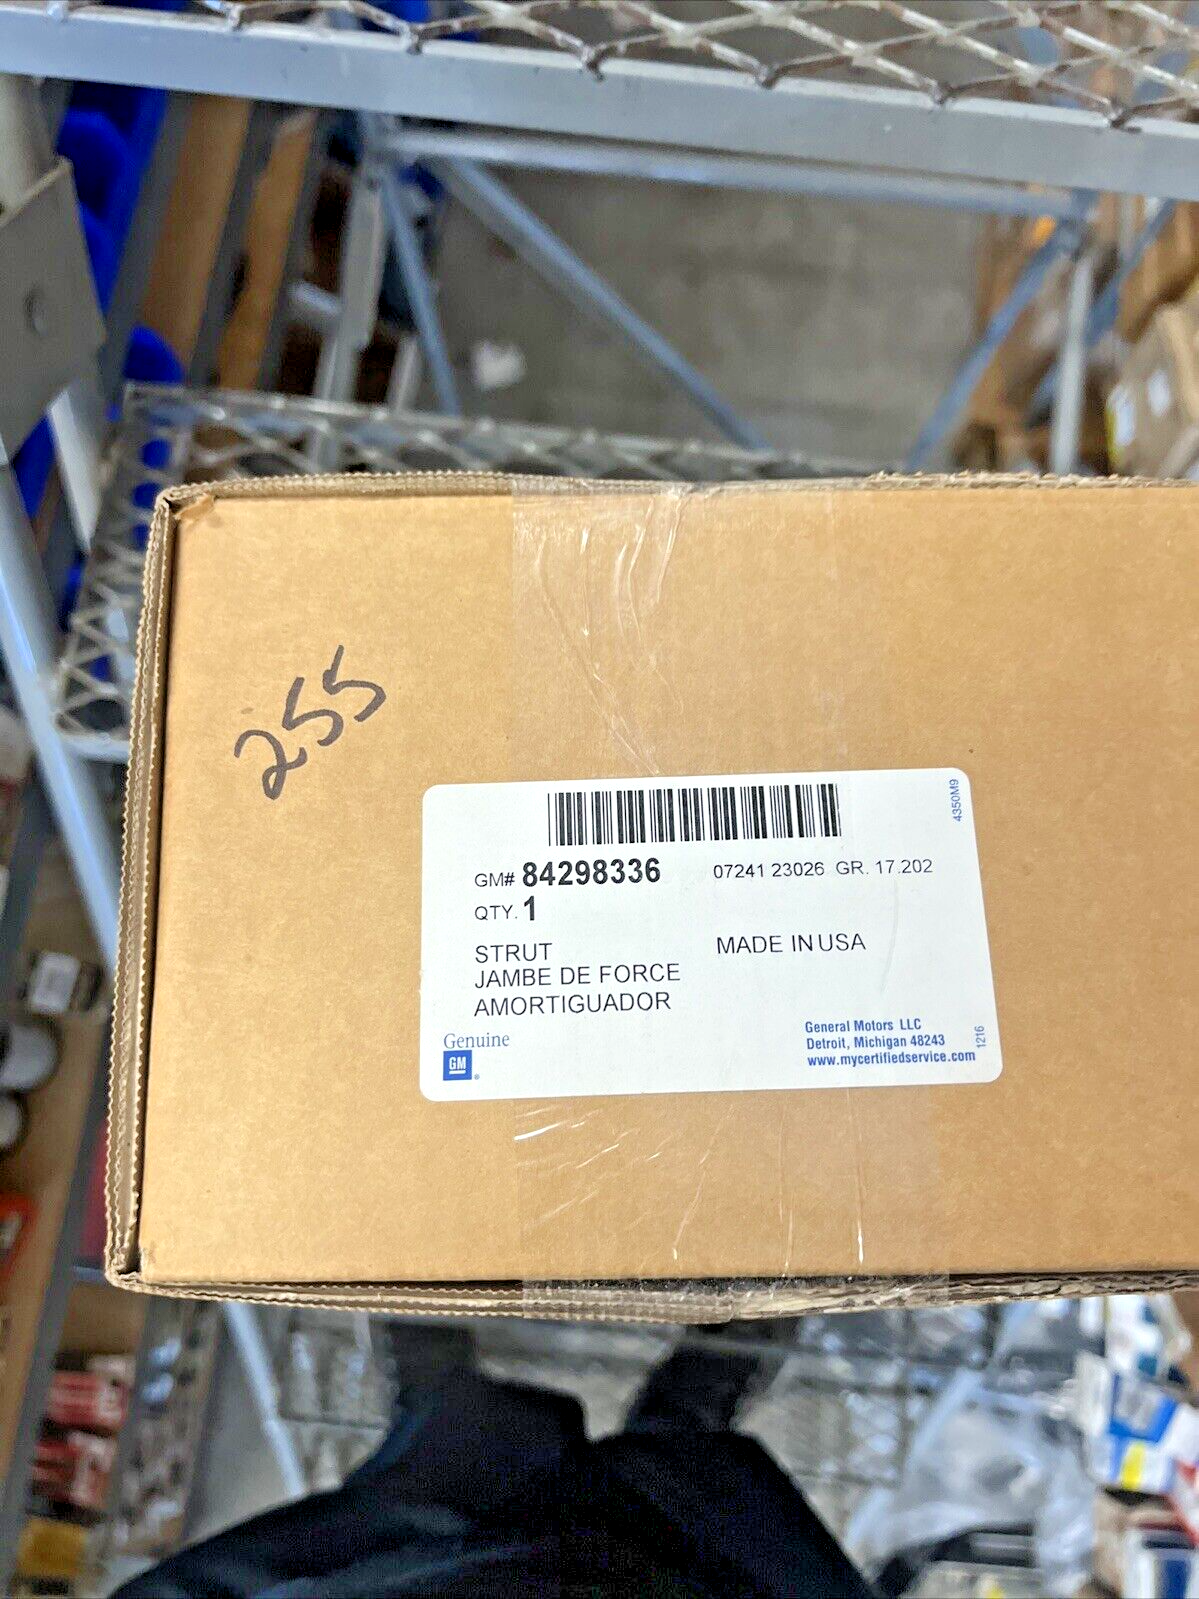 255
4350M9
GM# 84298336 07241 23026 GR. 17.202
QTY. 1
STRUT MADE IN USA
JAMBE DE FORCE
AMORTIGUADOR
Genuine
GM
General Motors LLC
Detroit, Michigan 48243
www.mycertifiedservice.com
1216